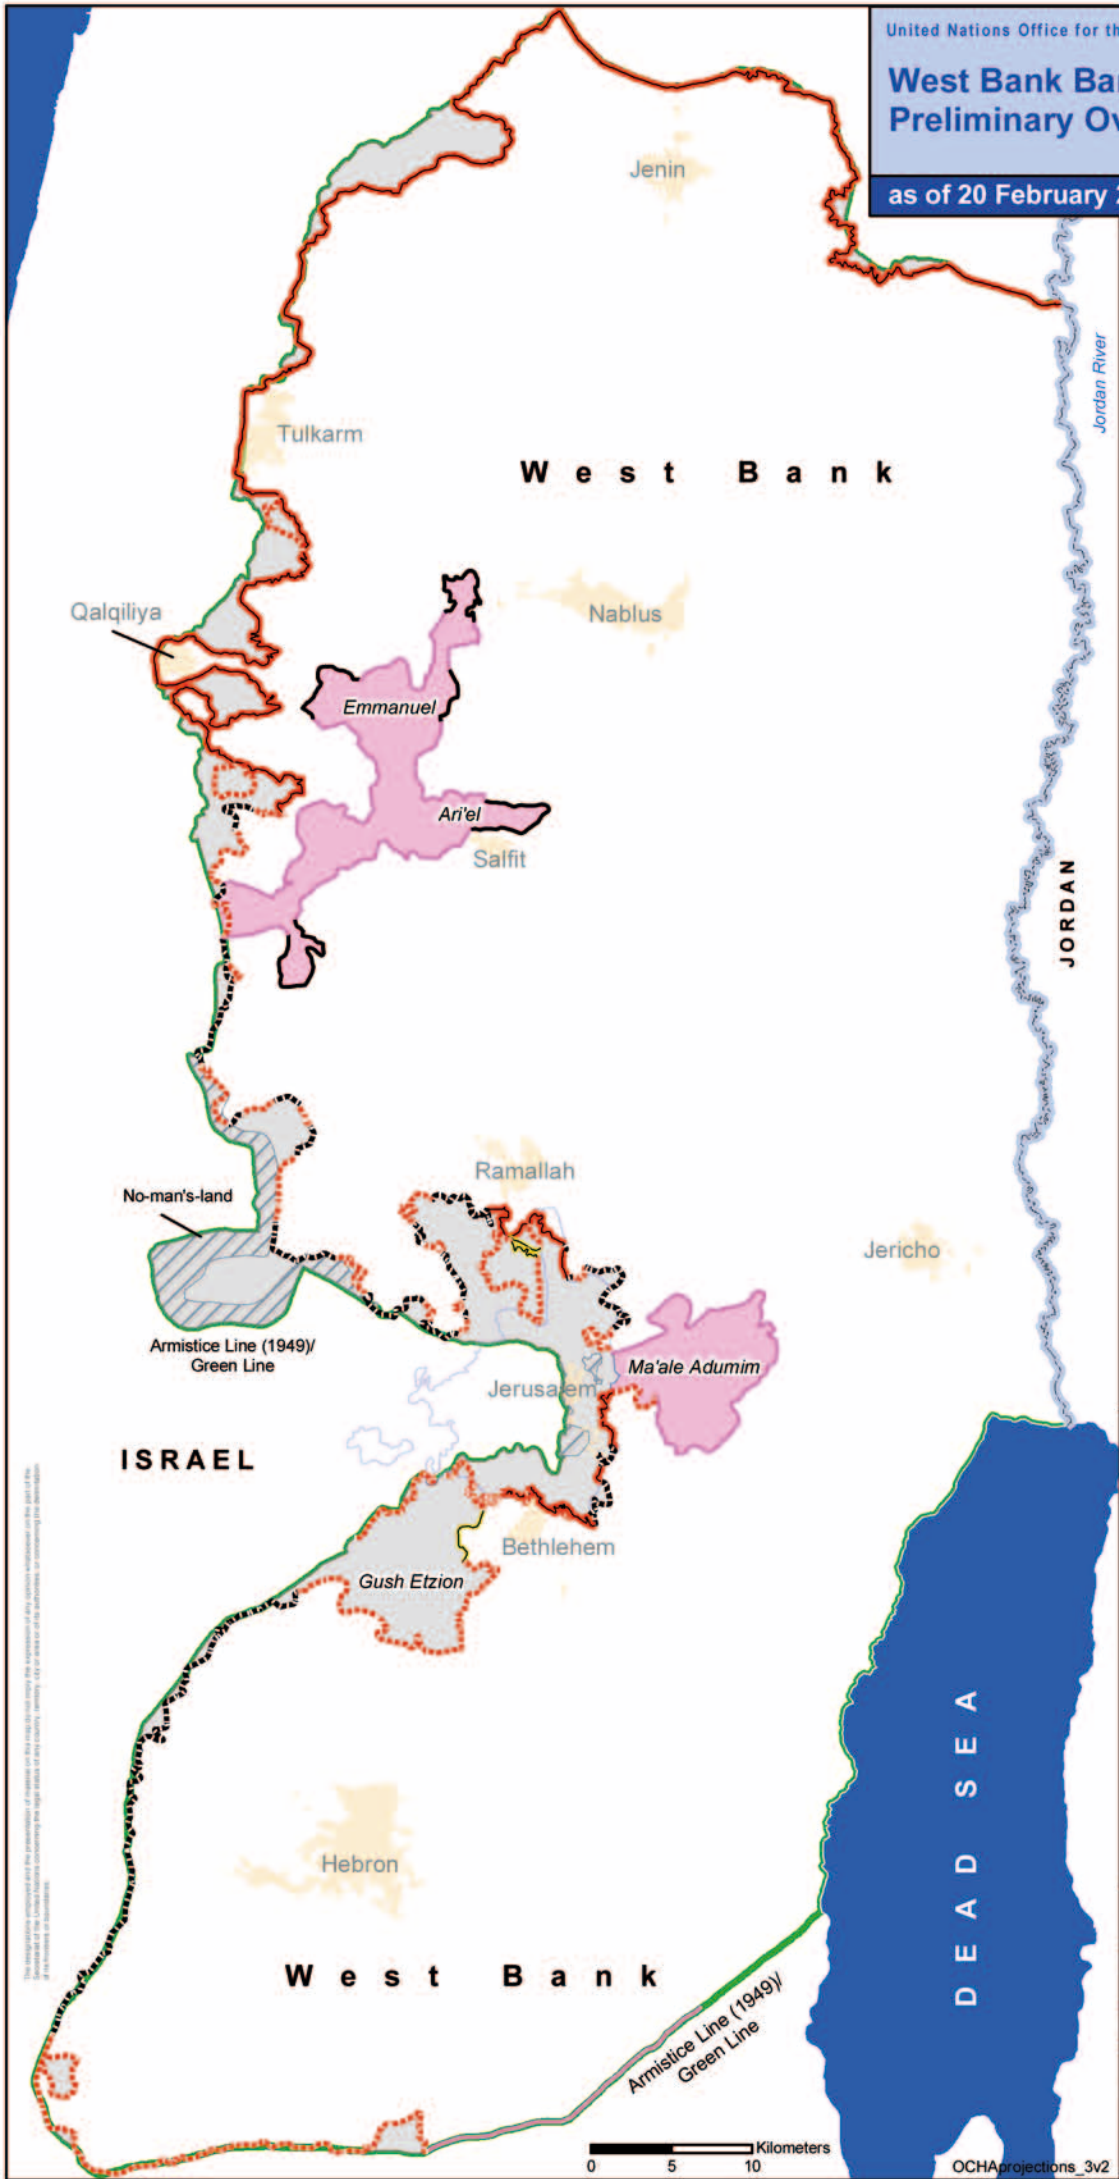 United Nations Office for th
West Bank Bar
Preliminary Ov
as of 20 February 2
Jenin
Jordan River
Tulkarm
West Bank
Qalqiliya
Nablus
Emmanuel
Ari'el
Salfit
JORDAN
Ramallah
No-man's-land
Jericho
Armistice Line (1949)/
Green Line
Ma'ale Adumim
Jerusalem
ISRAEL
Bethlehem
Gush Etzion
DEAD SEA
Hebron
West Bank
Armistice Line (1949)/
Green Line
Kilometers
0 5 10
OCHAprojections_3v2